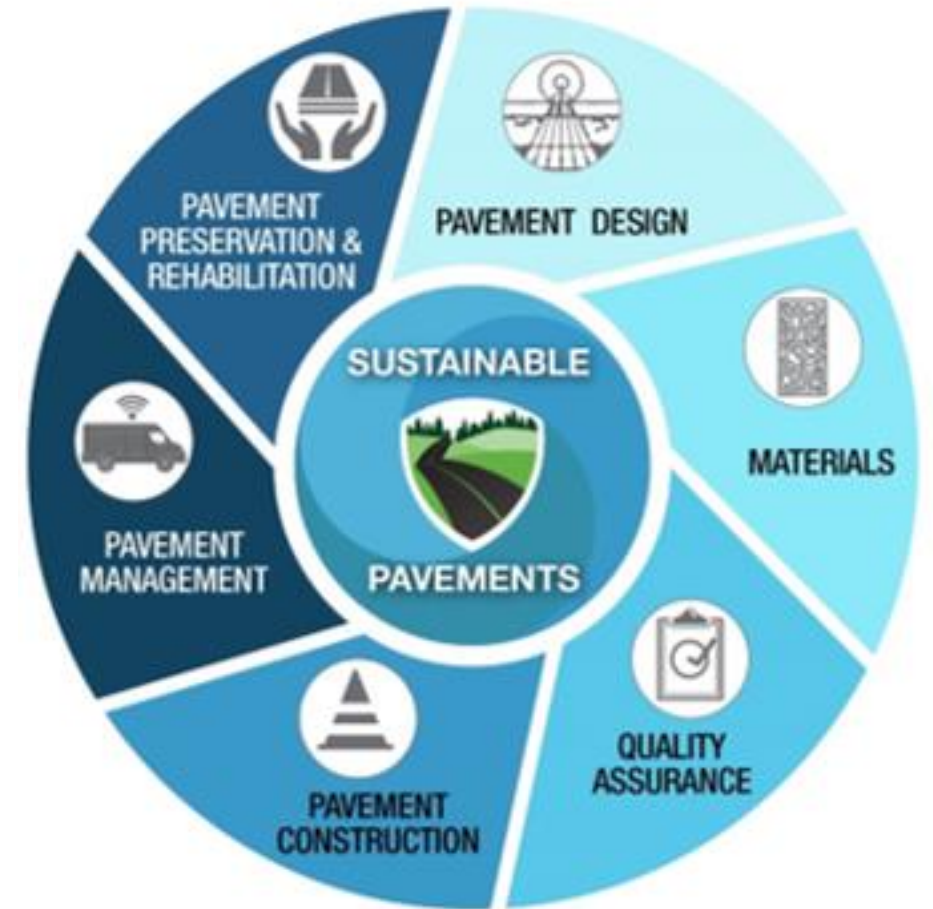 PAVEMENT
PRESERVATION &
REHABILITATION
PAVEMENT DESIGN
MATERIALS
QUALITY
ASSURANCE
PAVEMENT
CONSTRUCTION
PAVEMENT
MANAGEMENT
SUSTAINABLE
PAVEMENTS